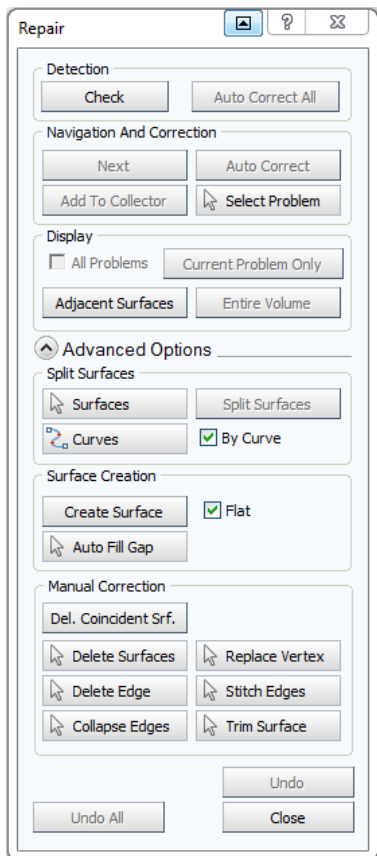 Repair
?
Detection
Check Auto Correct All
Navigation And Correction
Next Auto Correct
Add To Collector Select Problem
Display
All Problems Current Problem Only
Adjacent Surfaces Entire Volume
Advanced Options
Split Surfaces
Surfaces Split Surfaces
Curves By Curve
Surface Creation
Create Surface Flat
Auto Fill Gap
Manual Correction
Del. Coincident Srf.
Delete Surfaces Replace Vertex
Delete Edge Stitch Edges
Collapse Edges Trim Surface
Undo
Undo All Close